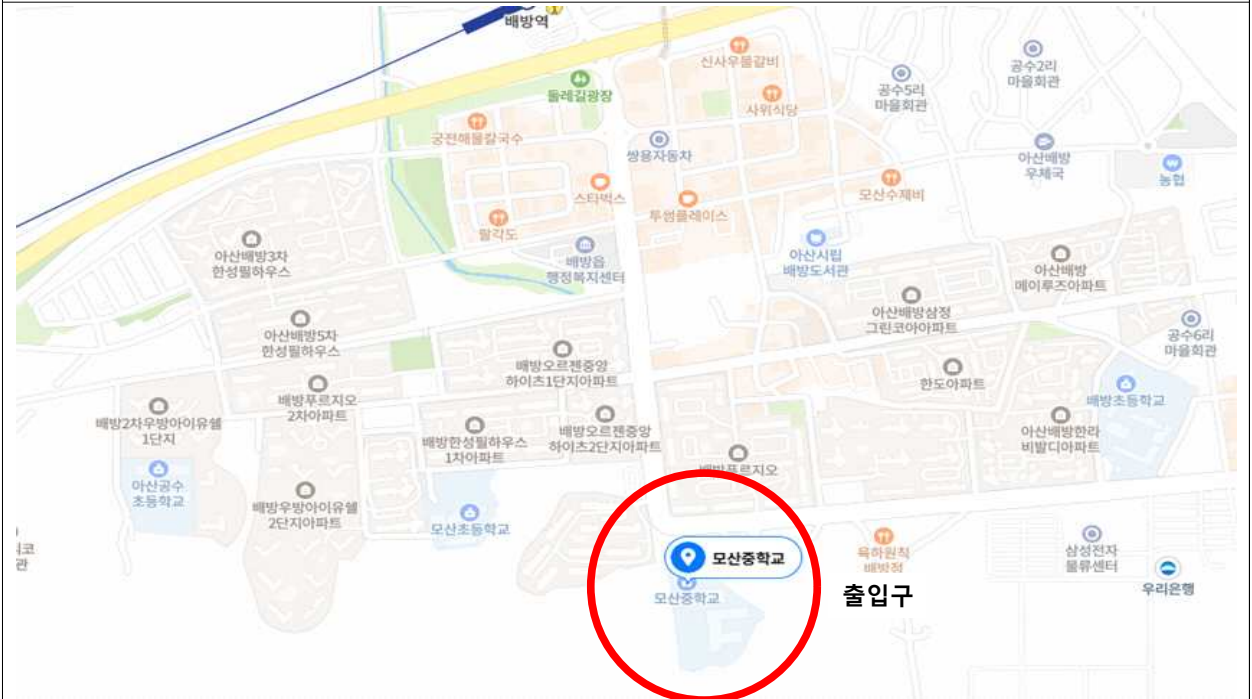 1
배방역
신사우물갈비
공수2리
마을회관
둘레길광장
공수5리
마을회관
사위식당
궁전해물칼국수
쌍용자동차
아산배방
우체국
농협
스타벅스
모산수제비
투썸플레이스
팔각도
아산시립
배방도서관
배방읍
행정복지센터
아산배방3차
한성필하우스
아산배방
메이루즈아파트
아산배방삼정
그린코아아파트
아산배방5차
한성필하우스
공수6리
마을회관
배방오르젠중앙
하이츠1단지아파트
한도아파트
배방푸르지오
2차아파트
배방초등학교
배방2차우방아이유쉘
1단지
배방한성필하우스
1차아파트
배방오르젠중앙
하이츠2단지아파트
아산배방한라
비발디아파트
배방푸르지오
아산공수
초등학교
배방우방아이유쉘
2단지아파트
모산초등학교
육하원칙
배방점
삼성전자
물류센터
코
관
모산중학교
모산중학교
출입구
우리은행